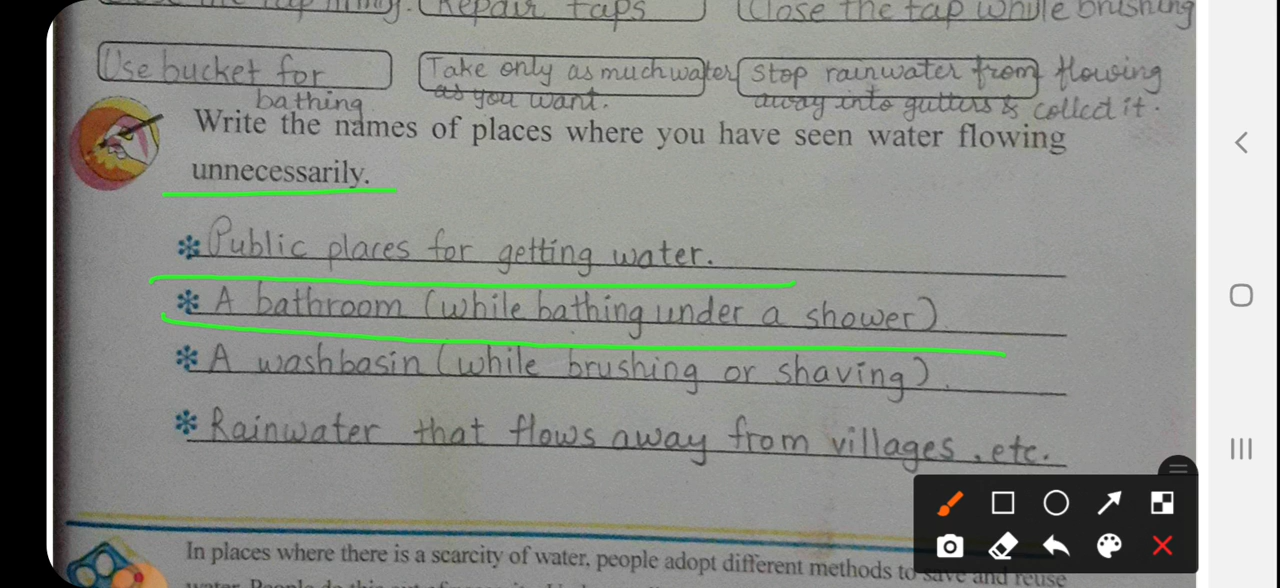 Repair taps
Close the tap while brushing
Use bucket for
bathing
Take only as much water
as you want.
Stop rainwater from flowing
away into gutters & collect it.
Write the names of places where you have seen water flowing
unnecessarily.
Public places for getting water.
A bathroom (while bathing under a shower)
A washbasin (while brushing or shaving).
Rainwater that flows away from villages, etc.
In places where there is a scarcity of water, people adopt different methods to save and reuse